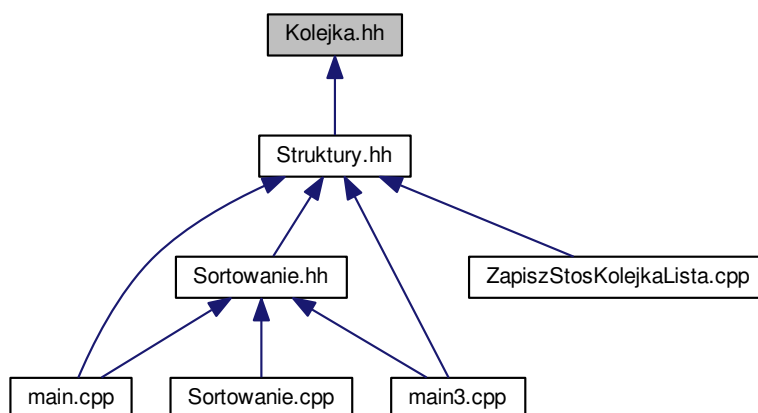 Kolejka.hh
Struktury.hh
Sortowanie.hh
ZapiszStosKolejkaLista.cpp
main.cpp
Sortowanie.cpp
main3.cpp